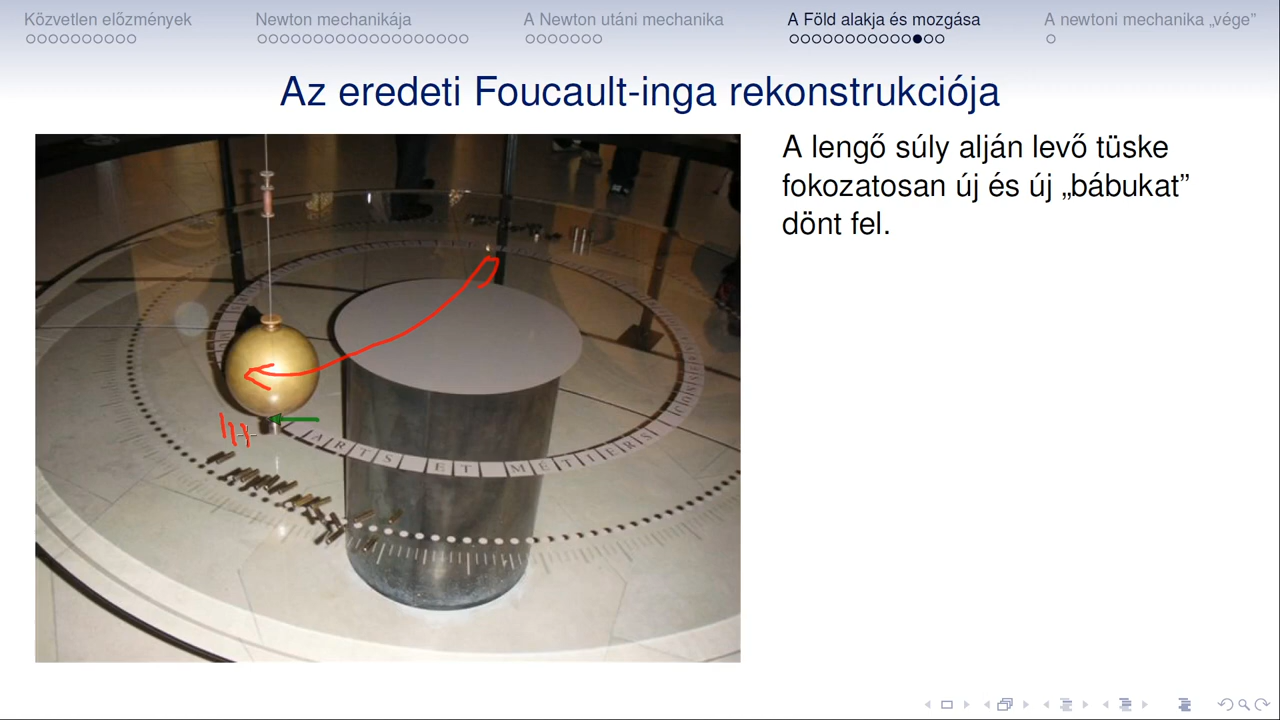 Közvetlen előzmények
Newton mechanikája
A Newton utáni mechanika
A Föld alakja és mozgása
A newtoni mechanika „vége”
Az eredeti Foucault-inga rekonstrukciója
A lengő súly alján levő tüske
fokozatosan új és új „bábukat”
dönt fel.
ARTS ET MÉTIERS